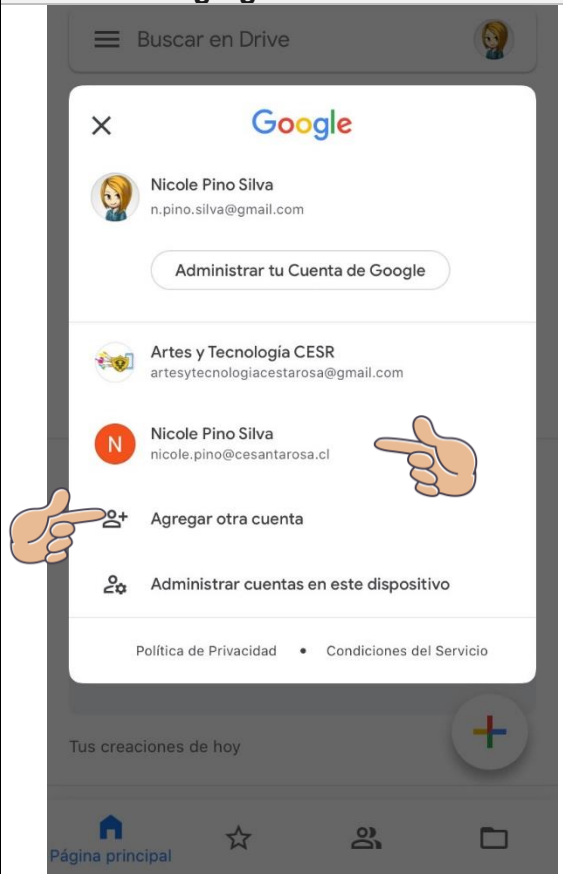 Buscar en Drive
Google
Nicole Pino Silva
n.pino.silva@gmail.com
Administrar tu Cuenta de Google
Artes y Tecnología CESR
artesytecnologiacestarosa@gmail.com
N
Nicole Pino Silva
nicole.pino@cesantarosa.cl
Agregar otra cuenta
Administrar cuentas en este dispositivo
Política de Privacidad • Condiciones del Servicio
Tus creaciones de hoy
Página principal